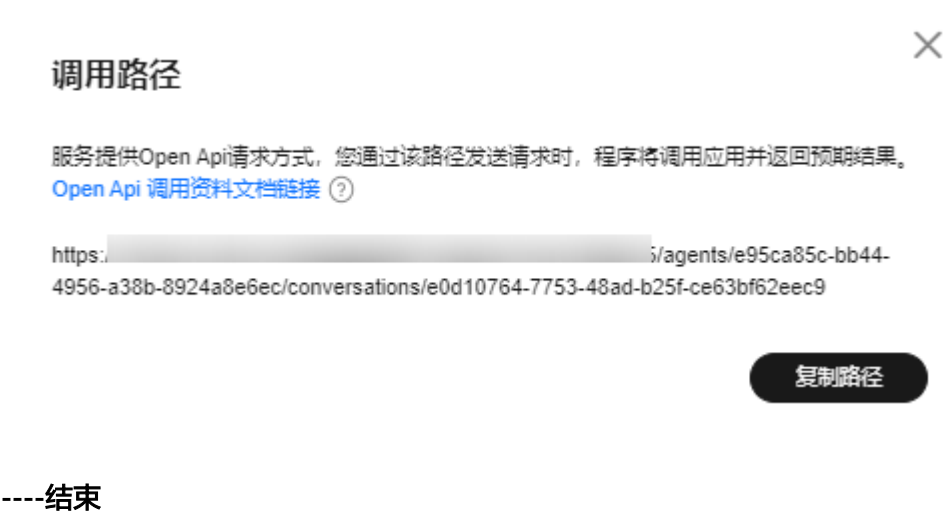 调用路径
服务提供Open Api请求方式，您通过该路径发送请求时，程序将调用应用并返回预期结果。
Open Api 调用资料文档链接 ?
https:/ 5/agents/e95ca85c-bb44-
4956-a38b-8924a8e6ec/conversations/e0d10764-7753-48ad-b25f-ce63bf62eec9
复制路径
----结束